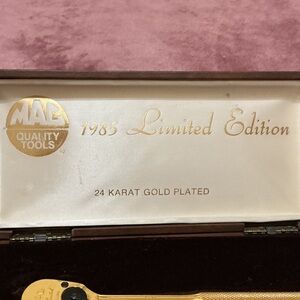 MAC
QUALITY
TOOLS
1985 Limited Edition
24 KARAT GOLD PLATED